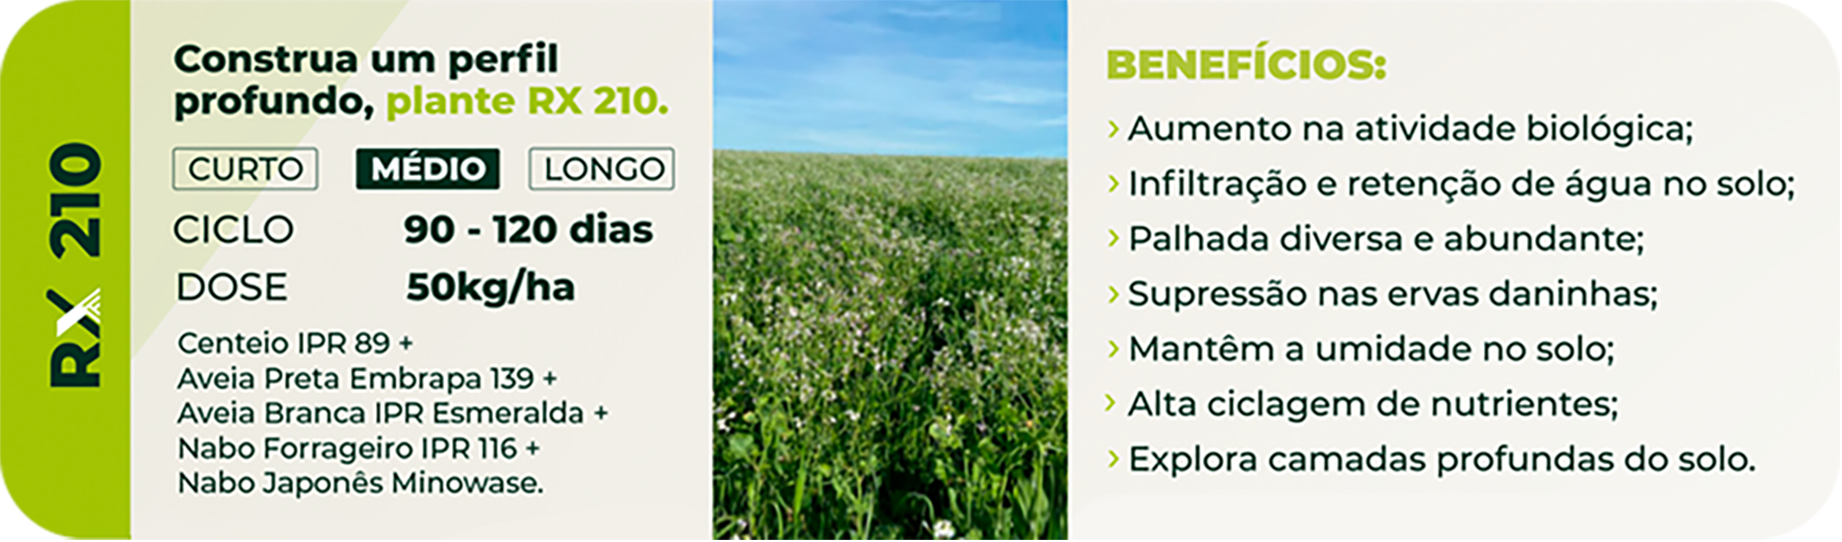 RX 210
Construa um perfil
profundo, plante RX 210.
CURTO MÉDIO LONGO
CICLO 90 - 120 dias
DOSE 50kg/ha
Centeio IPR 89 +
Aveia Preta Embrapa 139 +
Aveia Branca IPR Esmeralda +
Nabo Forrageiro IPR 116 +
Nabo Japonês Minowase.
BENEFÍCIOS:
› Aumento na atividade biológica;
› Infiltração e retenção de água no solo;
› Palhada diversa e abundante;
› Supressão nas ervas daninhas;
› Mantêm a umidade no solo;
› Alta ciclagem de nutrientes;
› Explora camadas profundas do solo.